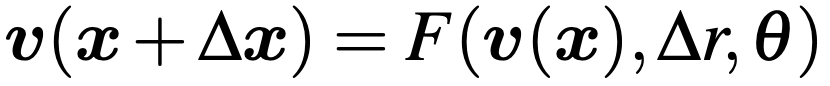 𝒗(𝒙 + Δ𝒙) = F(𝒗(𝒙), Δr, 𝜽)